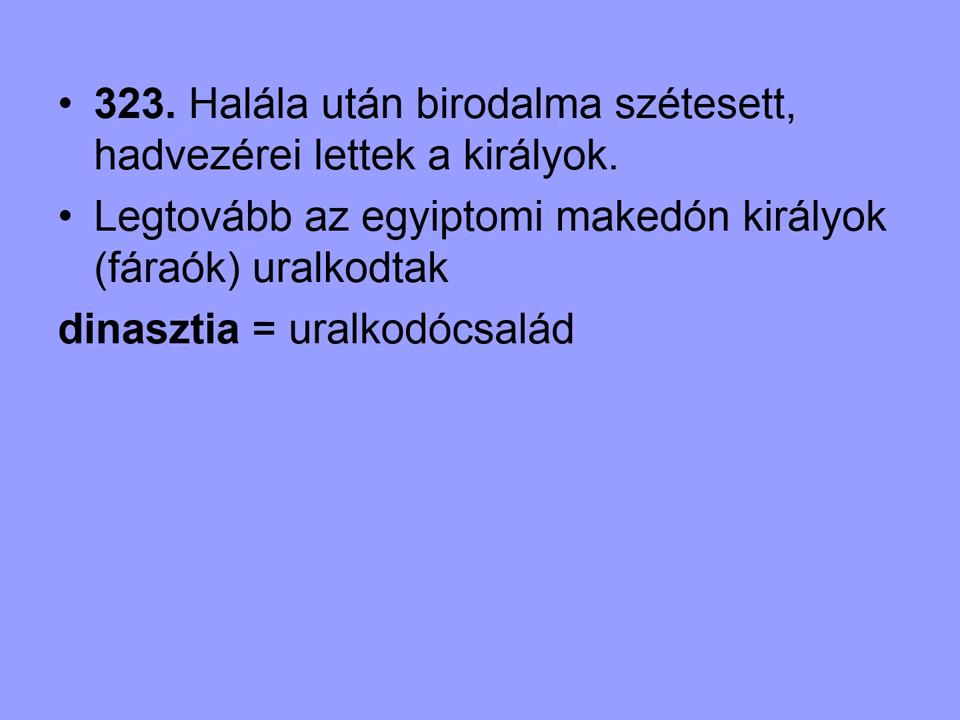 • 323. Halála után birodalma szétesett,
hadvezérei lettek a királyok.
• Legtovább az egyiptomi makedón királyok
(fáraók) uralkodtak
dinasztia = uralkodócsalád